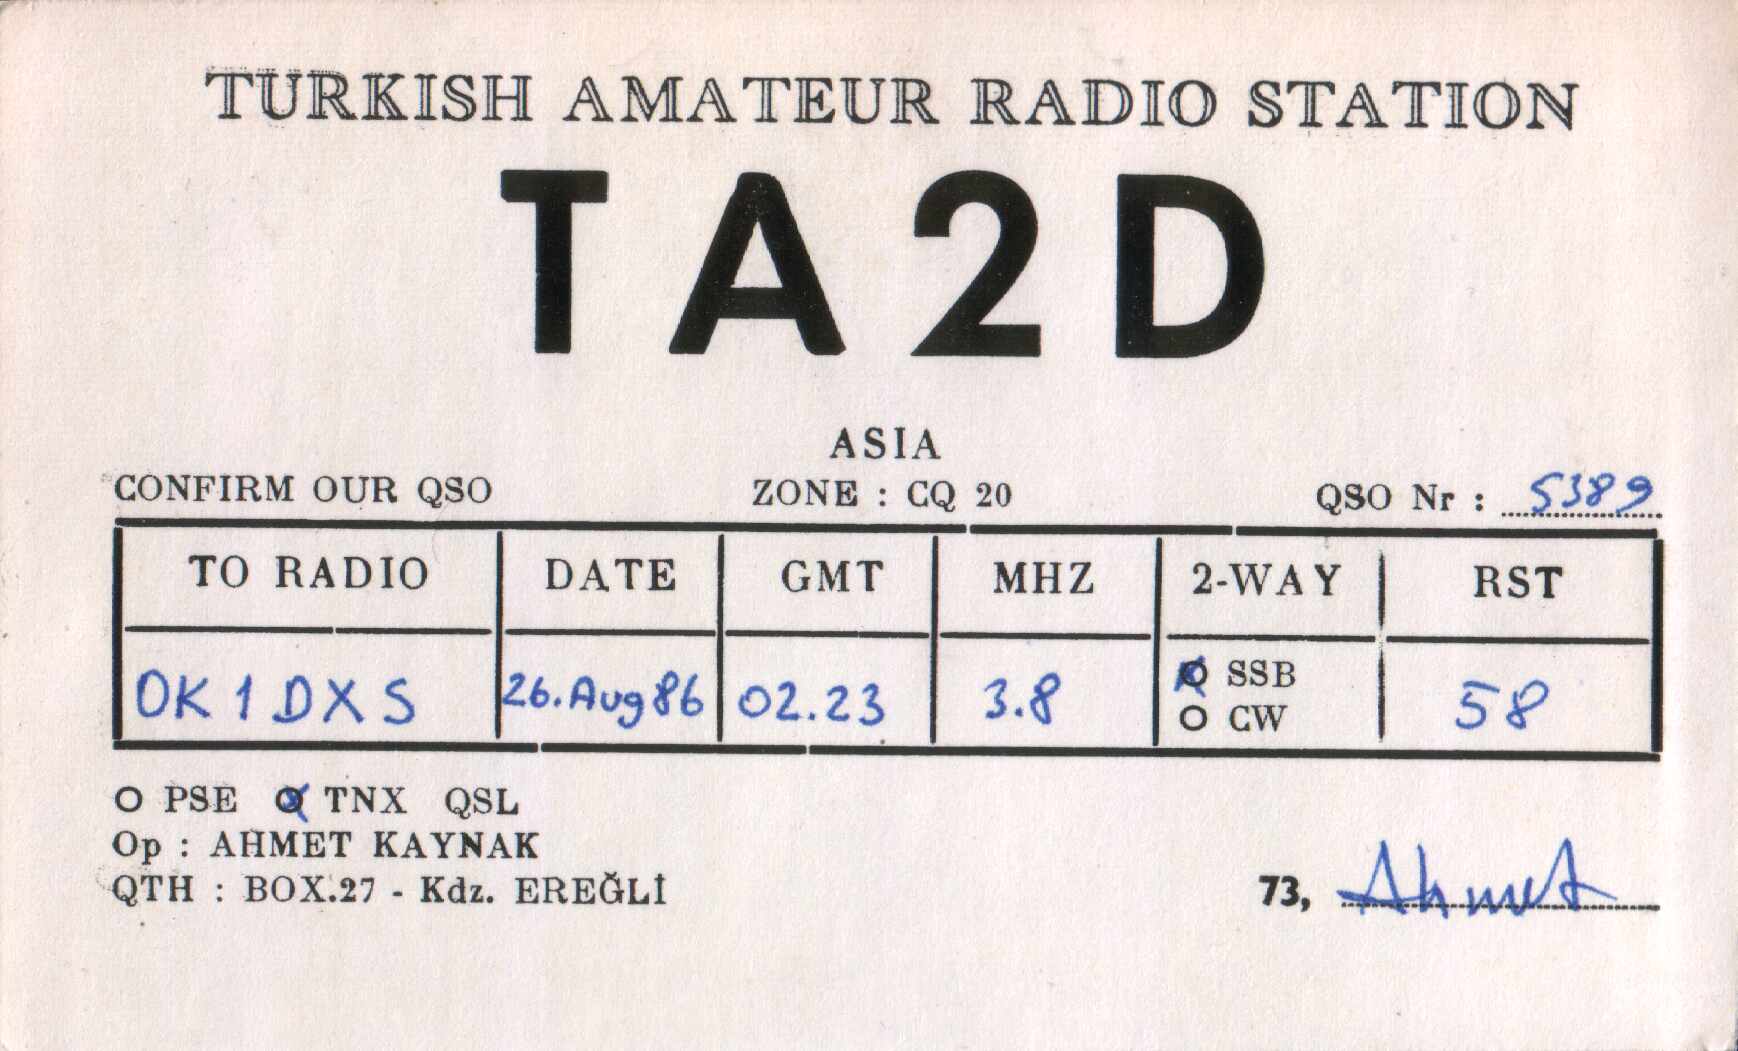 TURKISH AMATEUR RADIO STATION
TA2D
ASIA
CONFIRM OUR QSO ZONE : CQ 20 QSO Nr : 5389
TO RADIO DATE GMT MHZ 2-WAY RST
OK1DXS 26.Aug86 02.23 3.8 SSB 58
CW
PSE TNX QSL
Op : AHMET KAYNAK
QTH : BOX.27 - Kdz. EREĞLİ
73, Ahmet